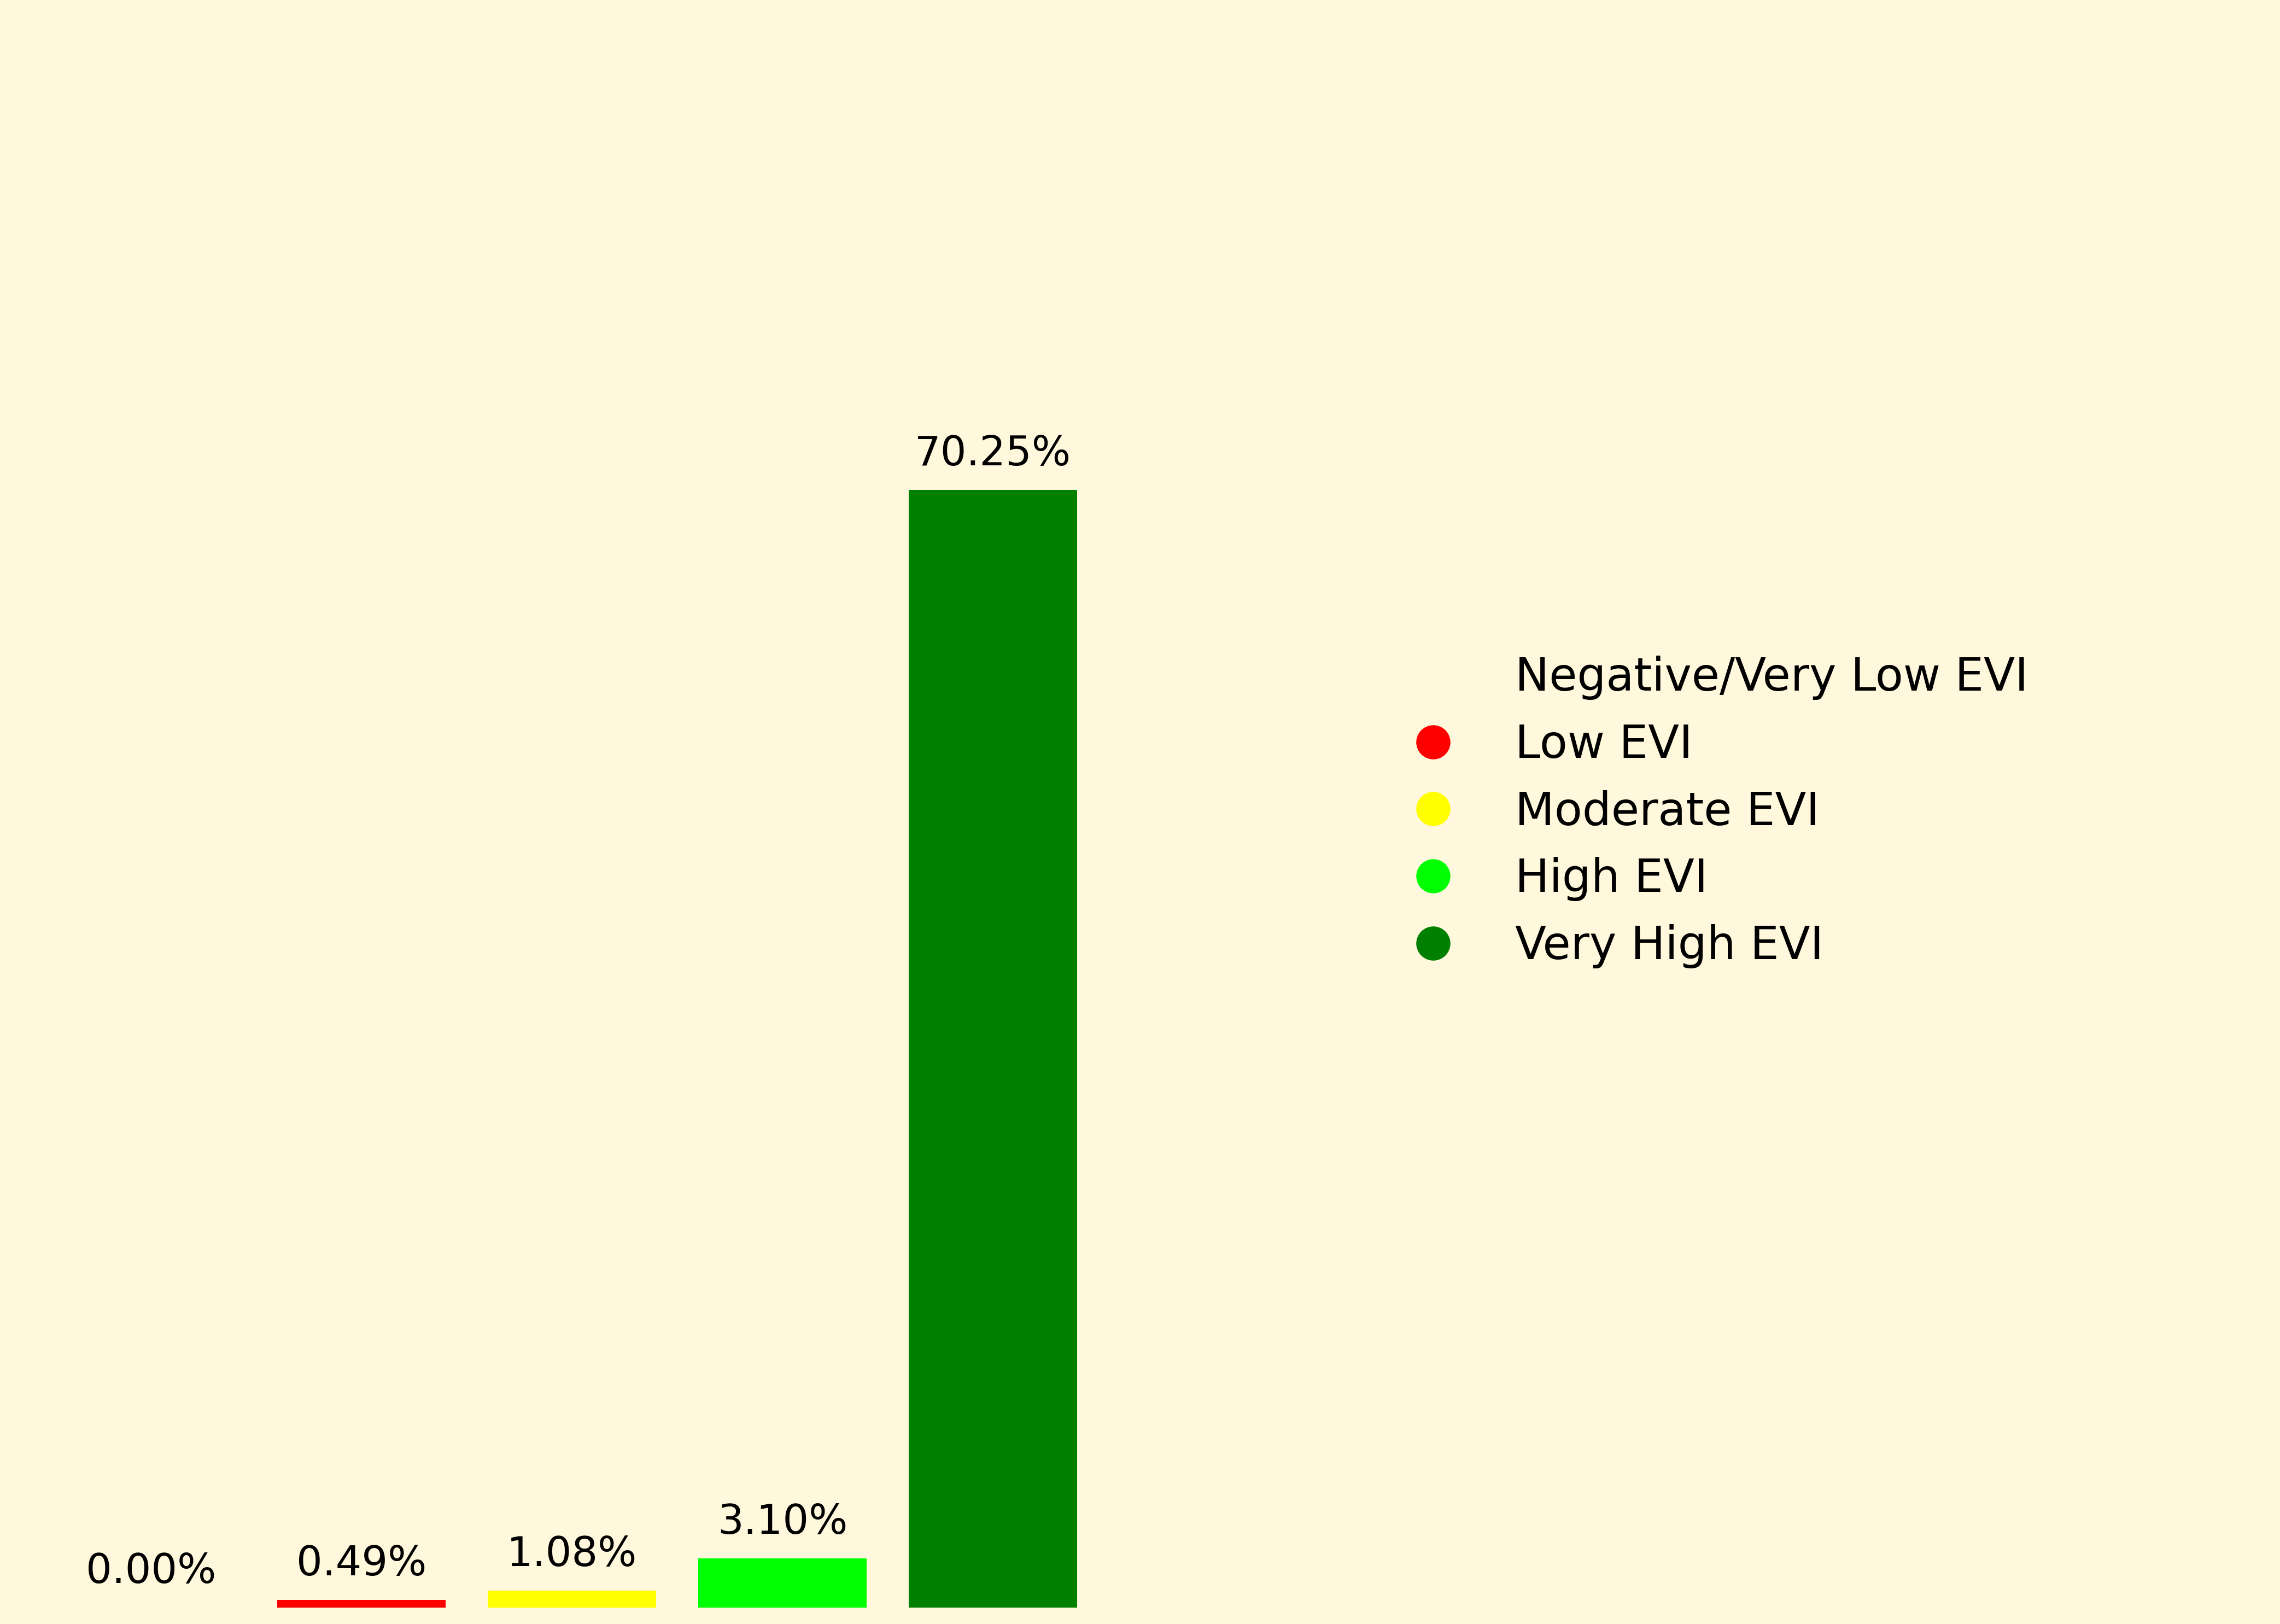 70.25%
Negative/Very Low EVI
Low EVI
Moderate EVI
High EVI
Very High EVI
3.10%
1.08%
0.49%
0.00%